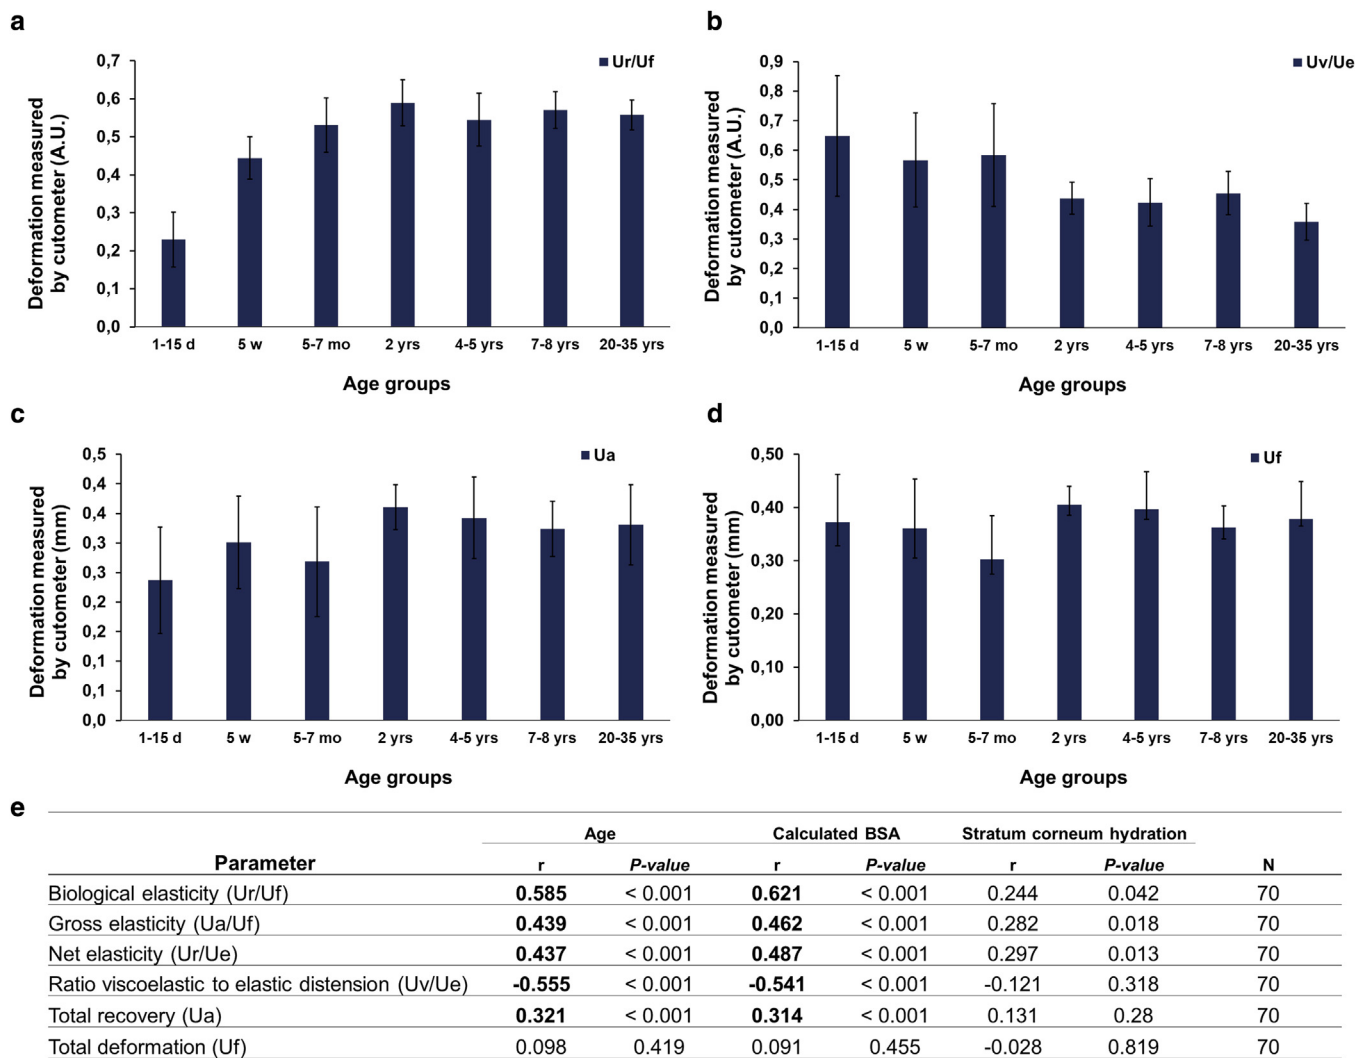 a
Deformation measured
by cutometer (A.U.)
0,7
0,6
0,5
0,4
0,3
0,2
0,1
0,0
Ur/Uf
1-15 d 5 w 5-7 mo 2 yrs 4-5 yrs 7-8 yrs 20-35 yrs
Age groups
b
Deformation measured
by cutometer (A.U.)
0,9
0,8
0,7
0,6
0,5
0,4
0,3
0,2
0,1
0,0
Uv/Ue
1-15 d 5 w 5-7 mo 2 yrs 4-5 yrs 7-8 yrs 20-35 yrs
Age groups
c
Deformation measured
by cutometer (mm)
0,5
0,4
0,4
0,3
0,3
0,2
0,2
0,1
0,1
0,0
Ua
1-15 d 5 w 5-7 mo 2 yrs 4-5 yrs 7-8 yrs 20-35 yrs
Age groups
d
Deformation measured
by cutometer (mm)
0,50
0,40
0,30
0,20
0,10
0,00
Uf
1-15 d 5 w 5-7 mo 2 yrs 4-5 yrs 7-8 yrs 20-35 yrs
Age groups
e
Age Calculated BSA Stratum corneum hydration
Parameter r P-value r P-value r P-value N
Biological elasticity (Ur/Uf) 0.585 < 0.001 0.621 < 0.001 0.244 0.042 70
Gross elasticity (Ua/Uf) 0.439 < 0.001 0.462 < 0.001 0.282 0.018 70
Net elasticity (Ur/Ue) 0.437 < 0.001 0.487 < 0.001 0.297 0.013 70
Ratio viscoelastic to elastic distension (Uv/Ue) -0.555 < 0.001 -0.541 < 0.001 -0.121 0.318 70
Total recovery (Ua) 0.321 < 0.001 0.314 < 0.001 0.131 0.28 70
Total deformation (Uf) 0.098 0.419 0.091 0.455 -0.028 0.819 70